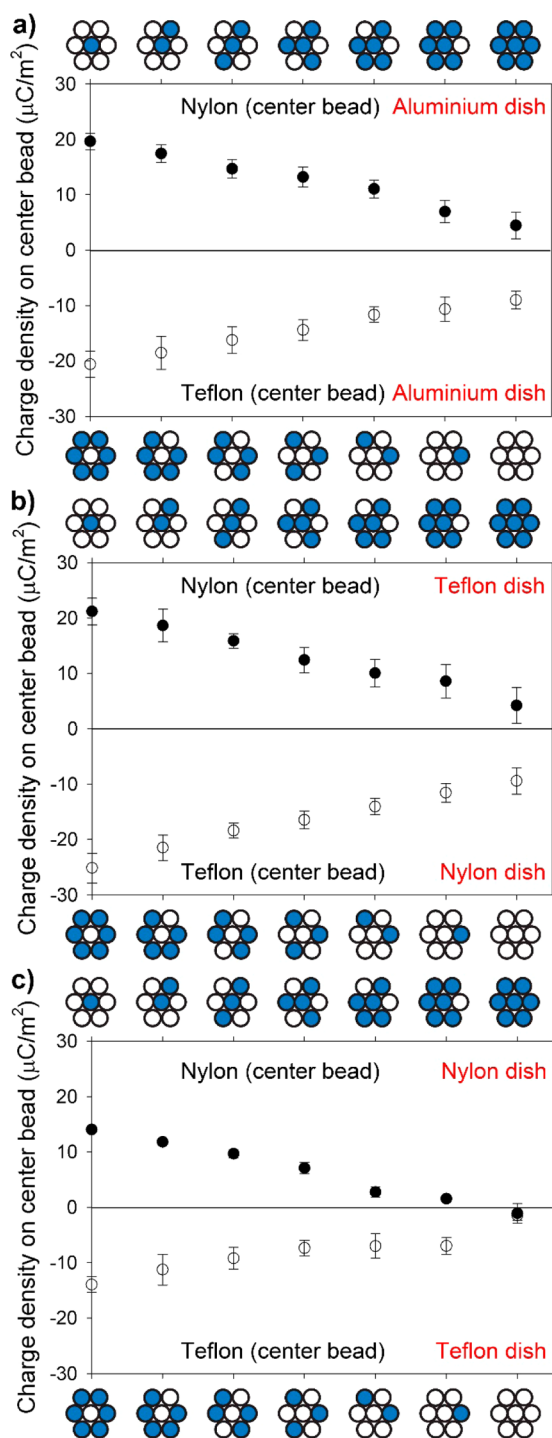 a)
Charge density on center bead (μC/m²)
30
Nylon (center bead) Aluminium dish
20
10
0
-10
-20
Teflon (center bead) Aluminium dish
-30
b)
Charge density on center bead (μC/m²)
30
Nylon (center bead) Teflon dish
20
10
0
-10
-20
Teflon (center bead) Nylon dish
-30
c)
Charge density on center bead (μC/m²)
30
Nylon (center bead) Nylon dish
20
10
0
-10
-20
Teflon (center bead) Teflon dish
-30